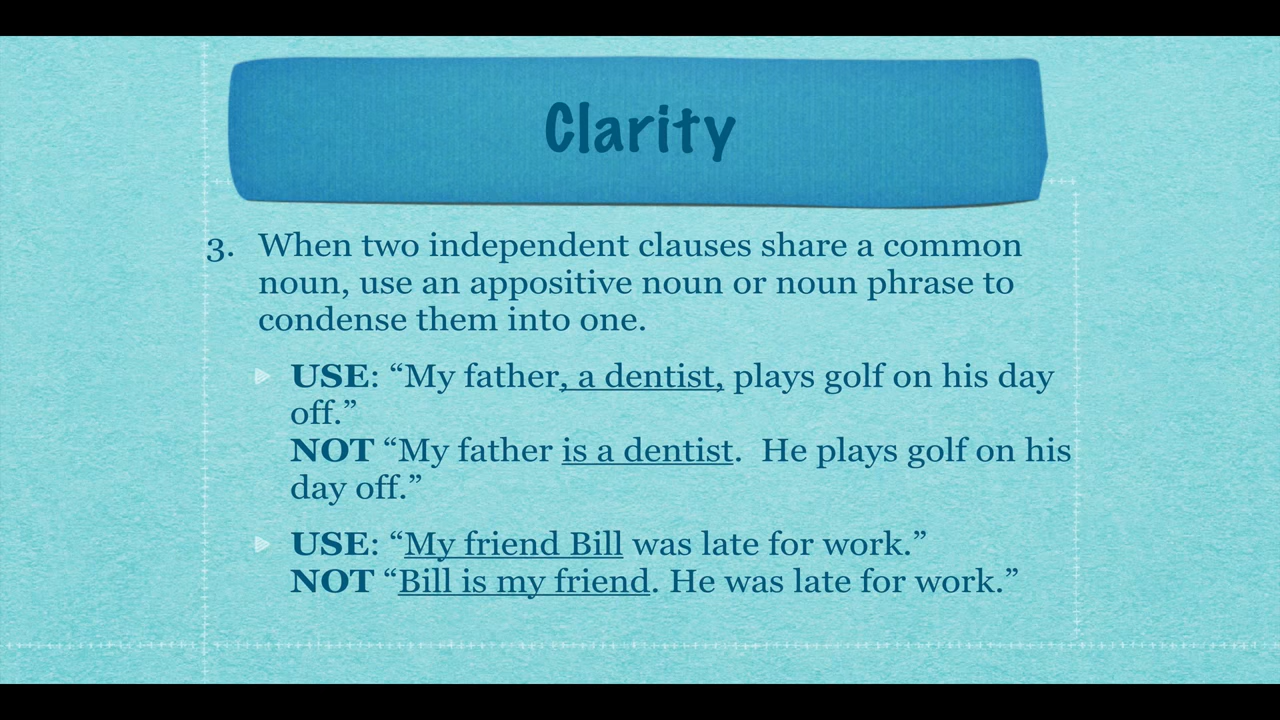 Clarity
3. When two independent clauses share a common
noun, use an appositive noun or noun phrase to
condense them into one.
USE: “My father, a dentist, plays golf on his day
off.”
NOT “My father is a dentist.  He plays golf on his
day off.”
USE: “My friend Bill was late for work.”
NOT “Bill is my friend. He was late for work.”